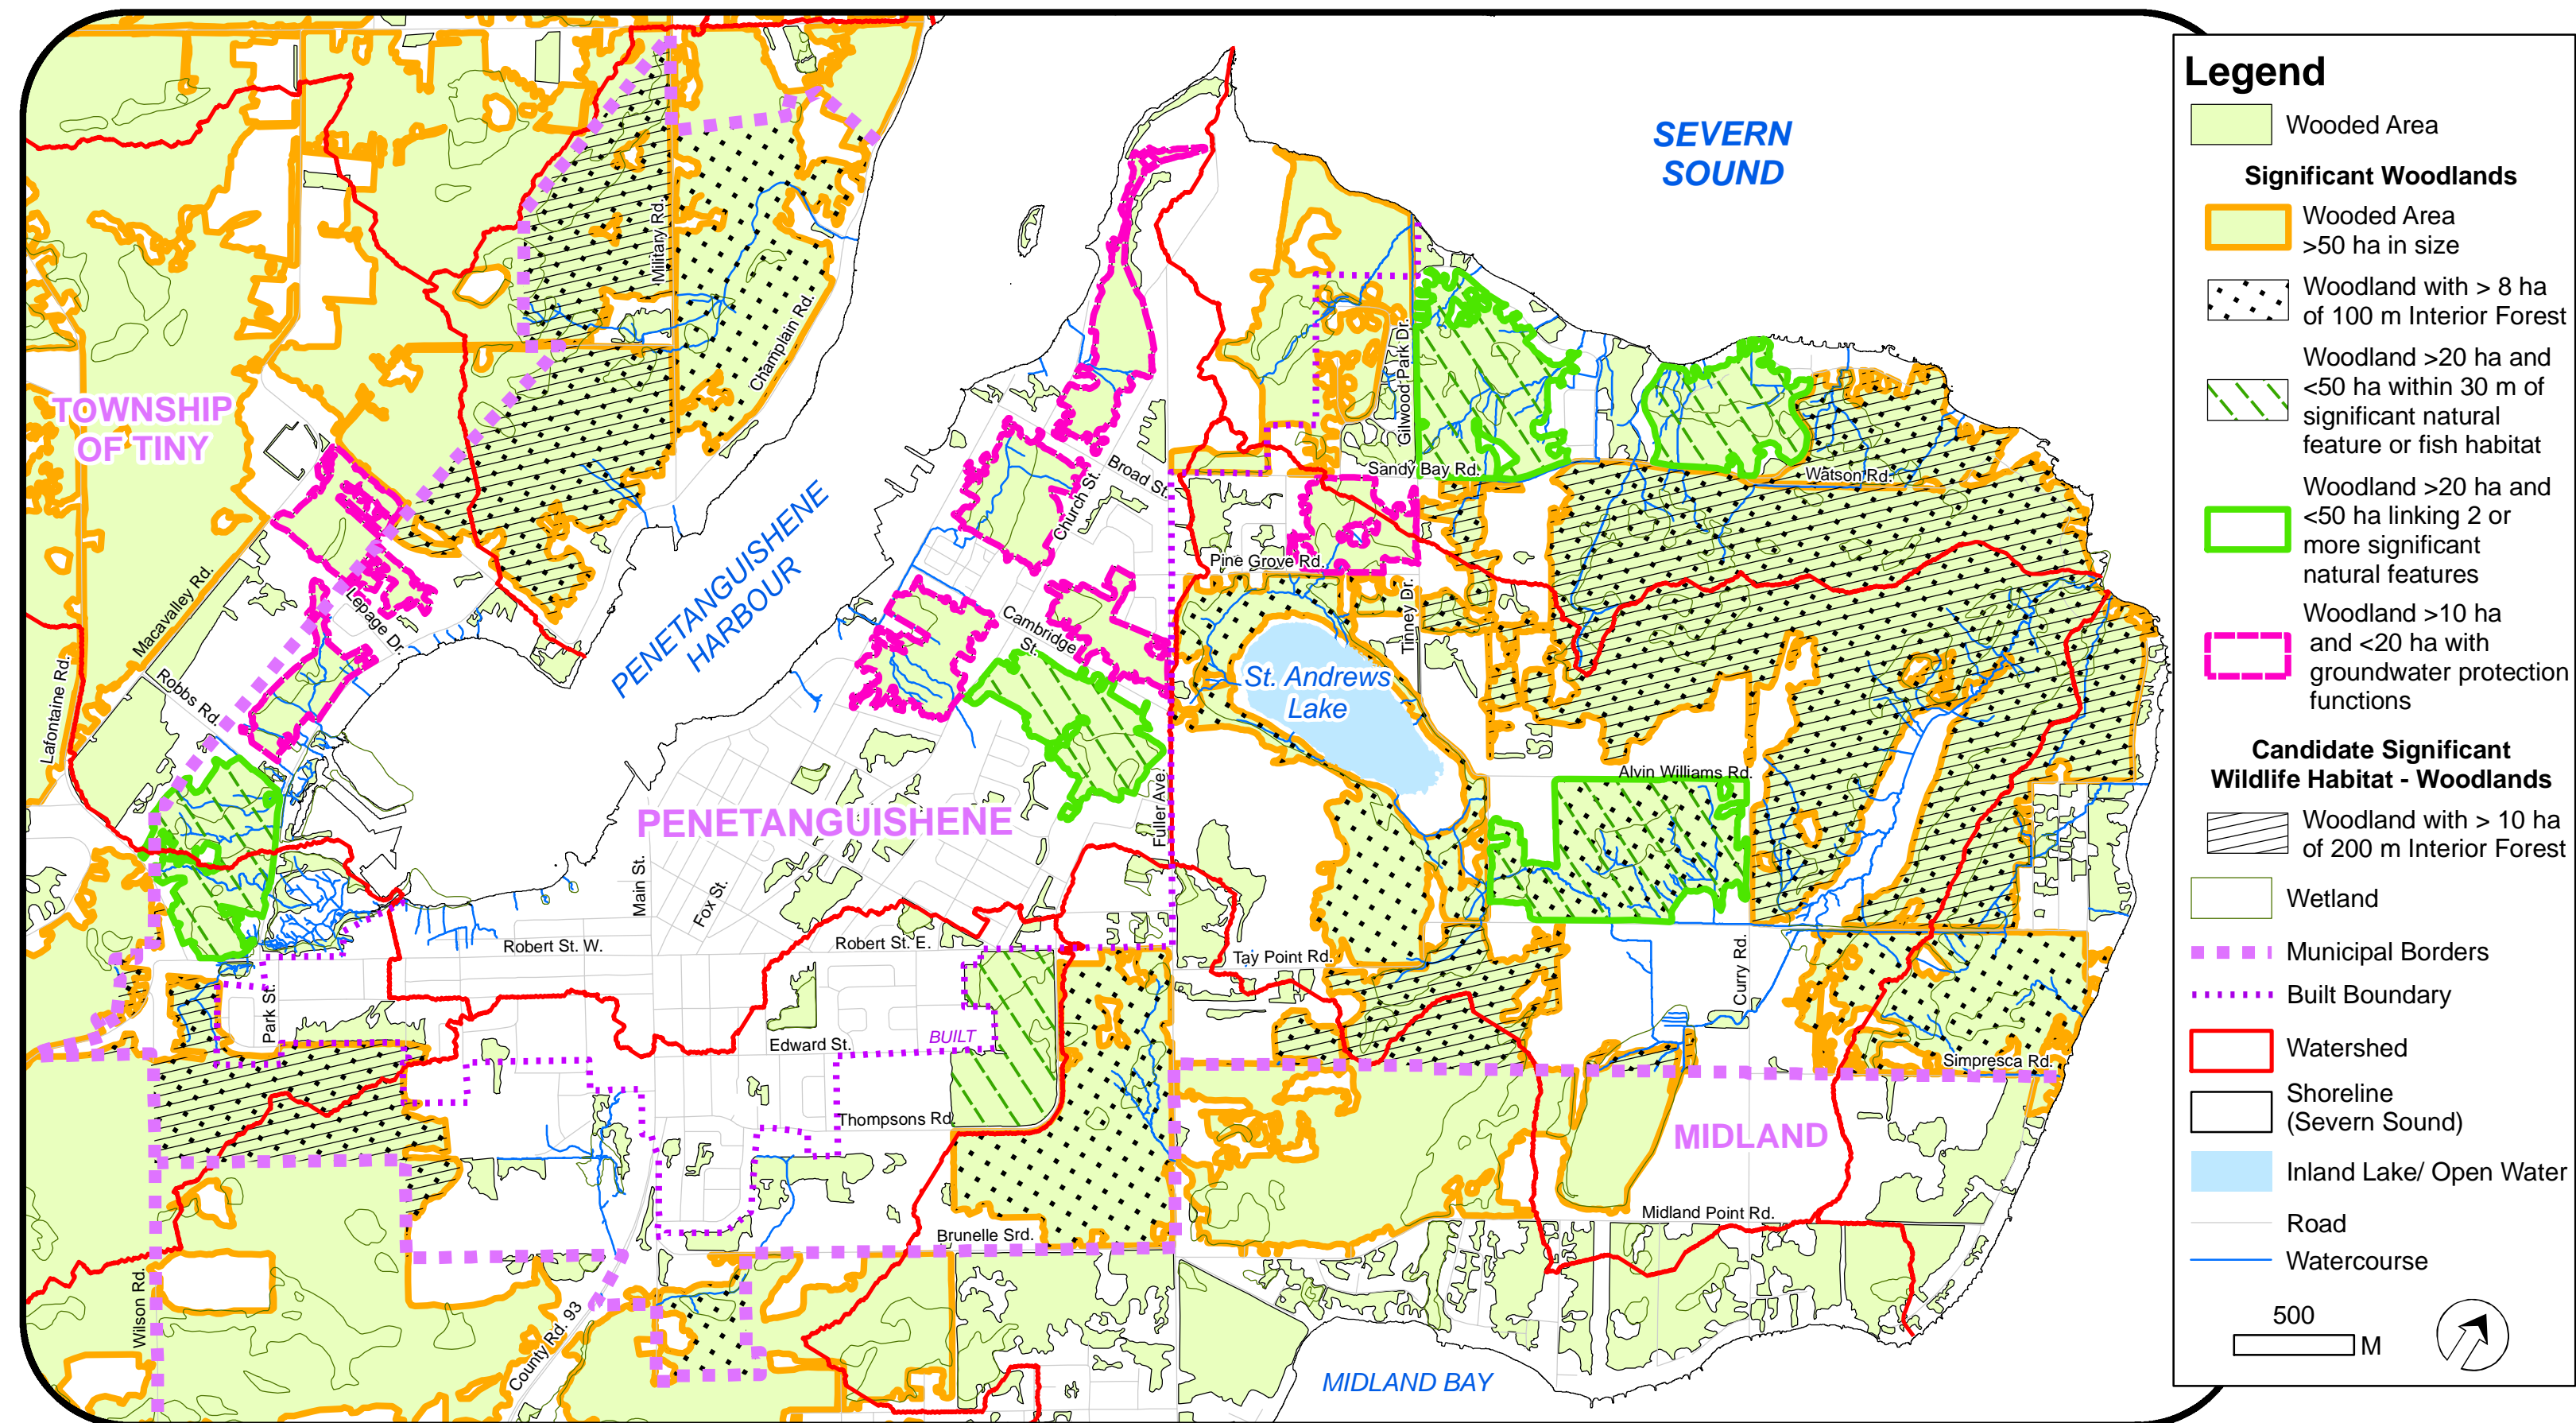 SEVERN
SOUND
Military Rd.
Champlain Rd.
TOWNSHIP
OF TINY
Gilwood Park Dr.
Broad St.
Church St.
Sandy Bay Rd.
Watson Rd.
PENETANGUISHENE
HARBOUR
Macavalley Rd.
Lepage Dr.
Robbs Rd.
Lafontaine Rd.
Pine Grove Rd.
Tinney Dr.
Cambridge
St.
St. Andrews
Lake
Alvin Williams Rd.
Fuller Ave.
PENETANGUISHENE
Main St.
Fox St.
Robert St. W.
Robert St. E.
Tay Point Rd.
Curry Rd.
Park St.
BUILT
Edward St.
Simpresca Rd.
Thompsons Rd.
MIDLAND
Midland Point Rd.
Brunelle Srd.
Wilson Rd.
County Rd. 93
MIDLAND BAY
Legend
Wooded Area
Significant Woodlands
Wooded Area
>50 ha in size
Woodland with > 8 ha
of 100 m Interior Forest
Woodland >20 ha and
<50 ha within 30 m of
significant natural
feature or fish habitat
Woodland >20 ha and
<50 ha linking 2 or
more significant
natural features
Woodland >10 ha
and <20 ha with
groundwater protection
functions
Candidate Significant
Wildlife Habitat - Woodlands
Woodland with > 10 ha
of 200 m Interior Forest
Wetland
Municipal Borders
Built Boundary
Watershed
Shoreline
(Severn Sound)
Inland Lake/ Open Water
Road
Watercourse
500
M